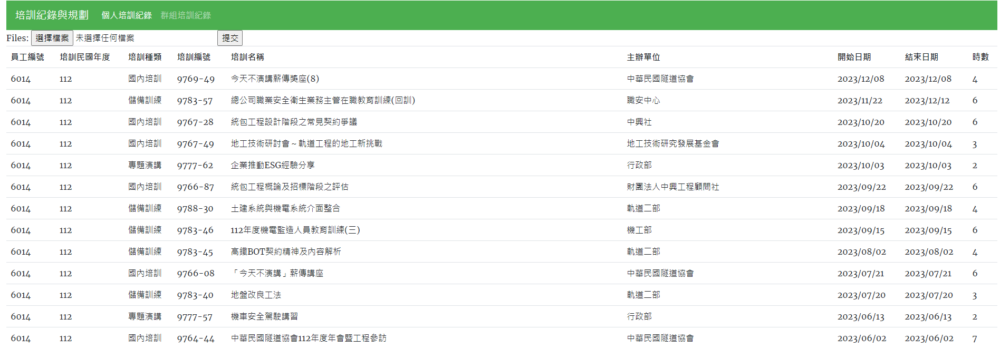 培訓紀錄與規劃 個人培訓紀錄 群組培訓紀錄
Files: 選擇檔案 未選擇任何檔案 提交
員工編號 培訓民國年度 培訓種類 培訓編號 培訓名稱 主辦單位 開始日期 結束日期 時數
6014 112 國內培訓 9769-49 今天不演講薪傳獎座(8) 中華民國隧道協會 2023/12/08 2023/12/08 4
6014 112 儲備訓練 9783-57 總公司職業安全衛生業務主管在職教育訓練(回訓) 職安中心 2023/11/22 2023/12/12 6
6014 112 國內培訓 9767-28 統包工程設計階段之常見契約爭議 中興社 2023/10/20 2023/10/20 6
6014 112 國內培訓 9767-49 地工技術研討會～軌道工程的地工新挑戰 地工技術研究發展基金會 2023/10/04 2023/10/04 3
6014 112 專題演講 9777-62 企業推動ESG經驗分享 行政部 2023/10/03 2023/10/03 2
6014 112 國內培訓 9766-87 統包工程概論及招標階段之評估 財團法人中興工程顧問社 2023/09/22 2023/09/22 6
6014 112 儲備訓練 9788-30 土建系統與機電系統介面整合 軌道二部 2023/09/18 2023/09/18 4
6014 112 儲備訓練 9783-46 112年度機電監造人員教育訓練(三) 機工部 2023/09/15 2023/09/15 6
6014 112 儲備訓練 9783-45 高鐵BOT契約精神及內容解析 軌道二部 2023/08/02 2023/08/02 4
6014 112 國內培訓 9766-08 「今天不演講」薪傳講座 中華民國隧道協會 2023/07/21 2023/07/21 6
6014 112 儲備訓練 9783-40 地盤改良工法 軌道二部 2023/07/20 2023/07/20 3
6014 112 專題演講 9777-57 機車安全駕駛講習 行政部 2023/06/13 2023/06/13 2
6014 112 國內培訓 9764-44 中華民國隧道協會112年度年會暨工程參訪 中華民國隧道協會 2023/06/02 2023/06/02 7